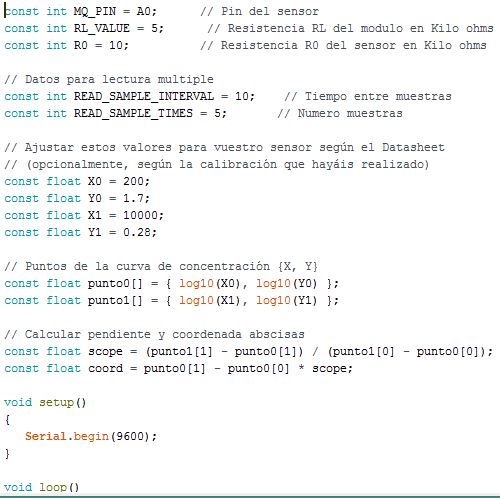 const int MQ_PIN = A0;      // Pin del sensor
const int RL_VALUE = 5;      // Resistencia RL del modulo en Kilo ohms
const int R0 = 10;          // Resistencia R0 del sensor en Kilo ohms
// Datos para lectura multiple
const int READ_SAMPLE_INTERVAL = 10;    // Tiempo entre muestras
const int READ_SAMPLE_TIMES = 5;       // Numero muestras
// Ajustar estos valores para vuestro sensor según el Datasheet
// (opcionalmente, según la calibración que hayáis realizado)
const float X0 = 200;
const float Y0 = 1.7;
const float X1 = 10000;
const float Y1 = 0.28;
// Puntos de la curva de concentración {X, Y}
const float punto0[] = { log10(X0), log10(Y0) };
const float punto1[] = { log10(X1), log10(Y1) };
// Calcular pendiente y coordenada abscisas
const float scope = (punto1[1] - punto0[1]) / (punto1[0] - punto0[0]);
const float coord = punto0[1] - punto0[0] * scope;
void setup()
{
   Serial.begin(9600);
}
void loop()